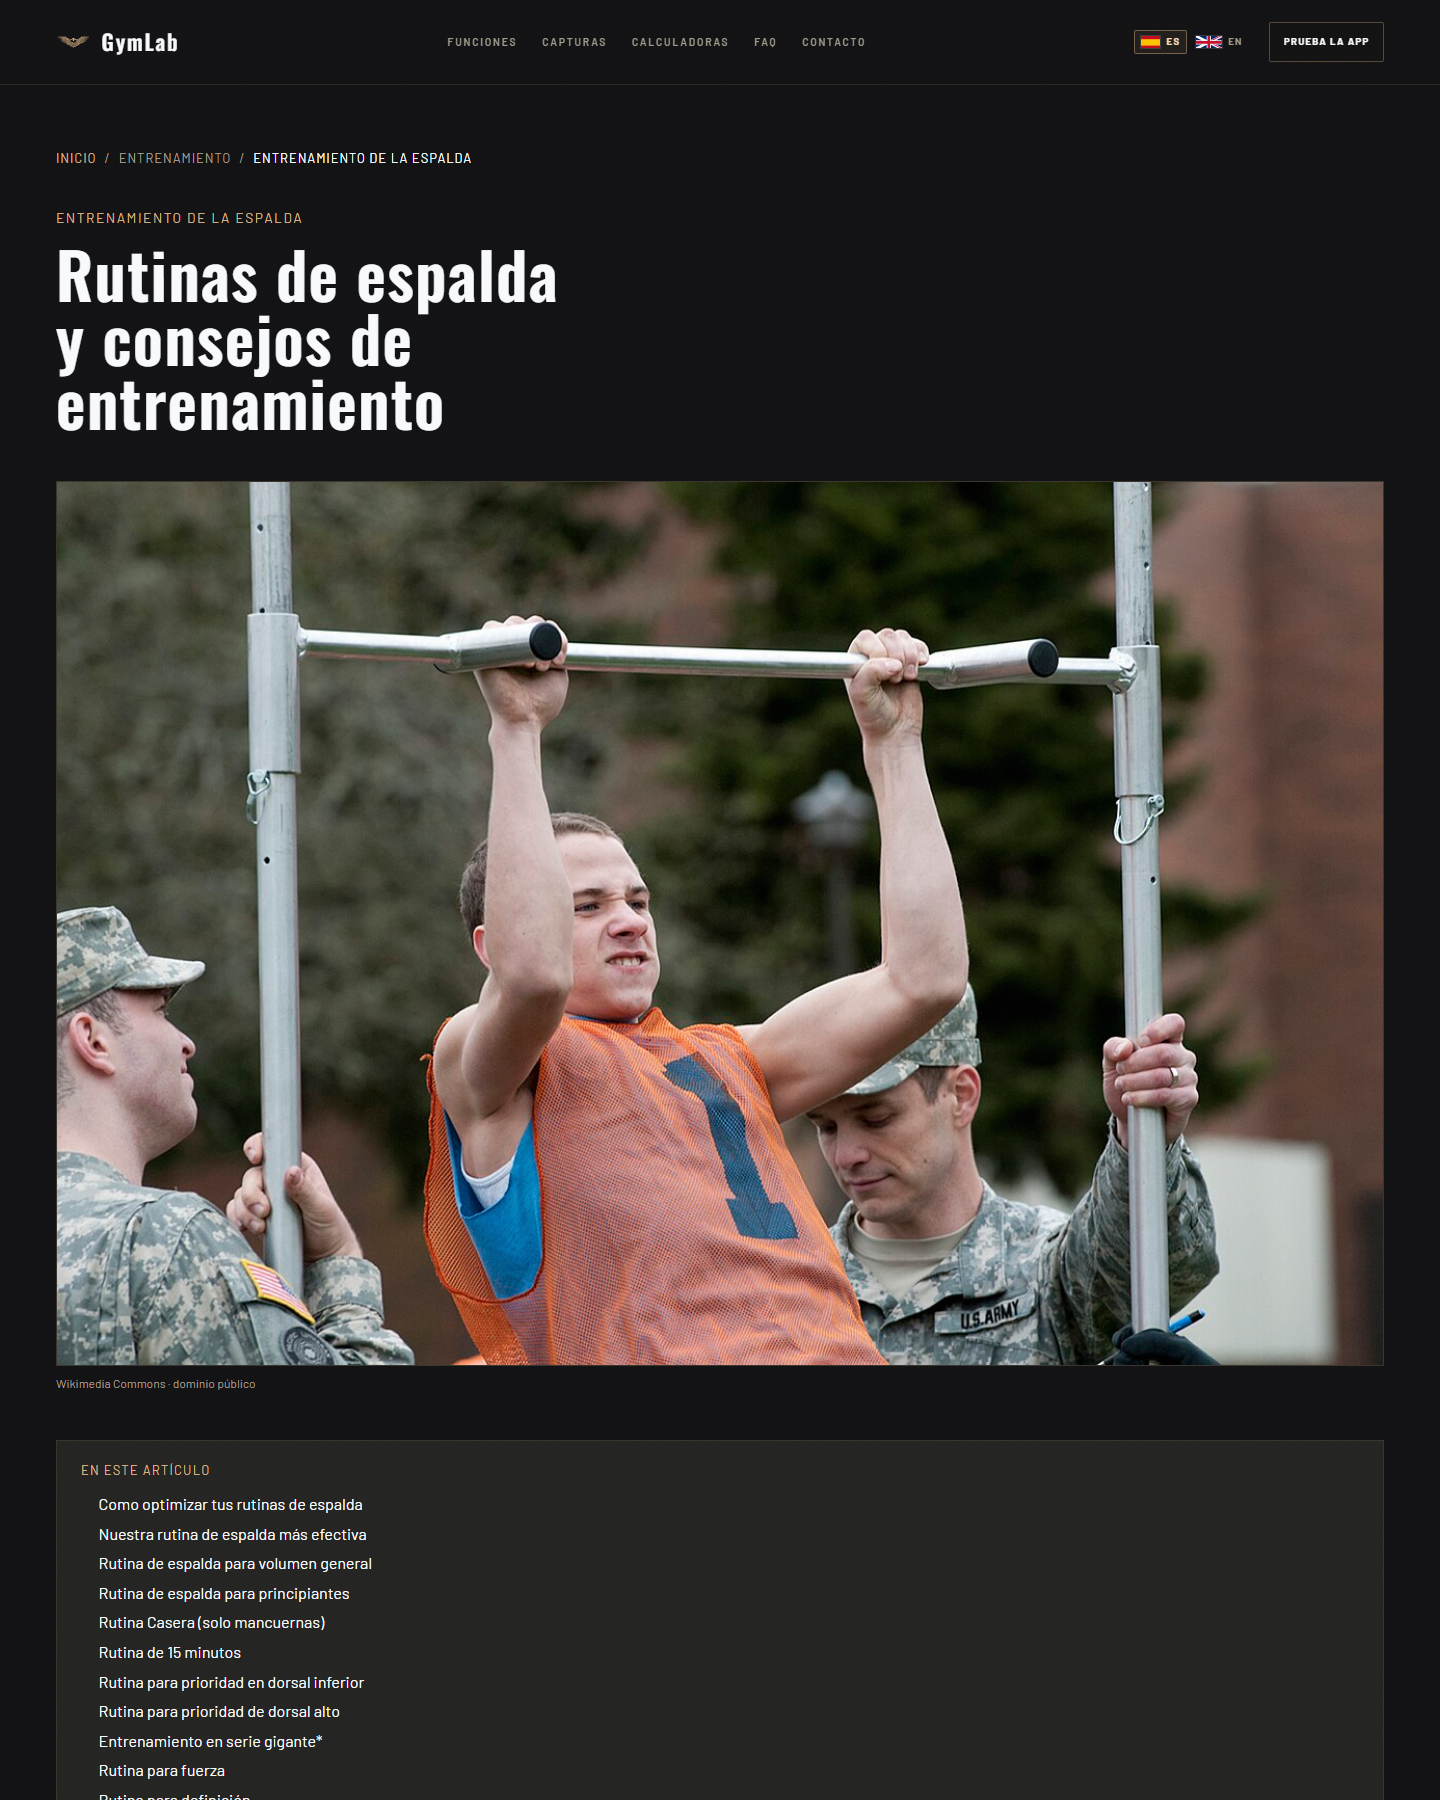 GymLab
FUNCIONES CAPTURAS CALCULADORAS FAQ CONTACTO
ES EN
PRUEBA LA APP
INICIO / ENTRENAMIENTO / ENTRENAMIENTO DE LA ESPALDA
ENTRENAMIENTO DE LA ESPALDA
Rutinas de espalda
y consejos de
entrenamiento
1
U.S. ARMY
Wikimedia Commons · dominio público
EN ESTE ARTÍCULO
Como optimizar tus rutinas de espalda
Nuestra rutina de espalda más efectiva
Rutina de espalda para volumen general
Rutina de espalda para principiantes
Rutina Casera (solo mancuernas)
Rutina de 15 minutos
Rutina para prioridad en dorsal inferior
Rutina para prioridad de dorsal alto
Entrenamiento en serie gigante*
Rutina para fuerza
Rutina para definición